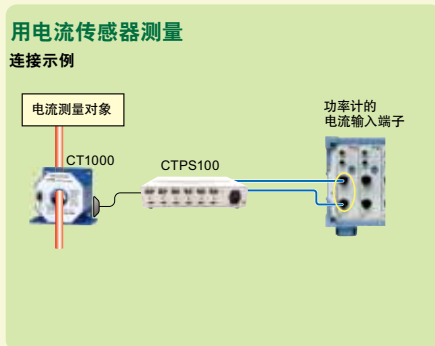 用电流传感器测量
连接示例
电流测量对象
功率计的
电流输入端子
CT1000
CTPS100